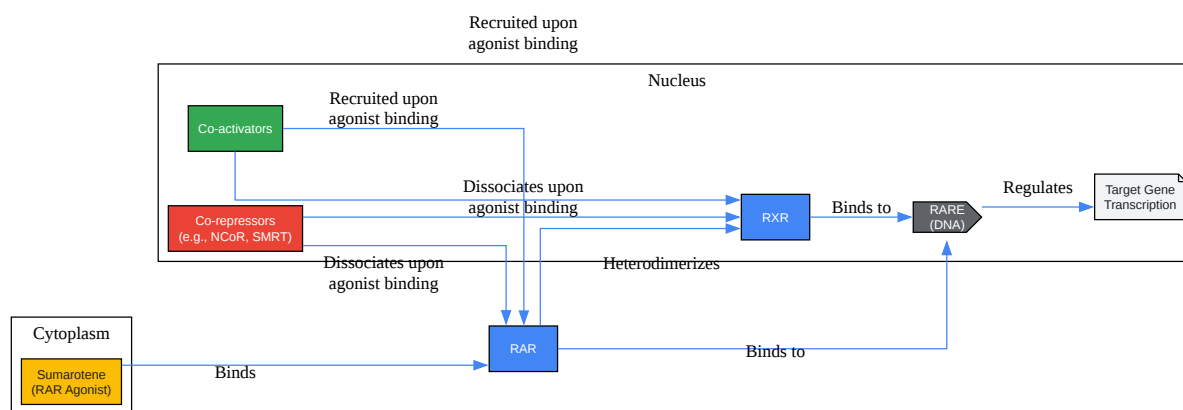 Recruited upon
agonist binding
Nucleus
Recruited upon
agonist binding
Co-activators
Dissociates upon
agonist binding
Regulates
Target Gene
Transcription
Co-repressors
(e.g., NCoR, SMRT)
RXR
Binds to
RARE
(DNA)
Dissociates upon
agonist binding
Heterodimerizes
Cytoplasm
RAR
Binds to
Sumarotene
(RAR Agonist)
Binds